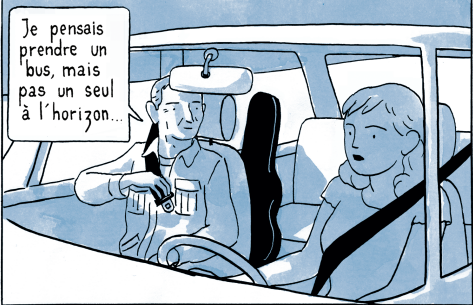 Je pensais
prendre un
bus, mais
pas un seul
à l'horizon...